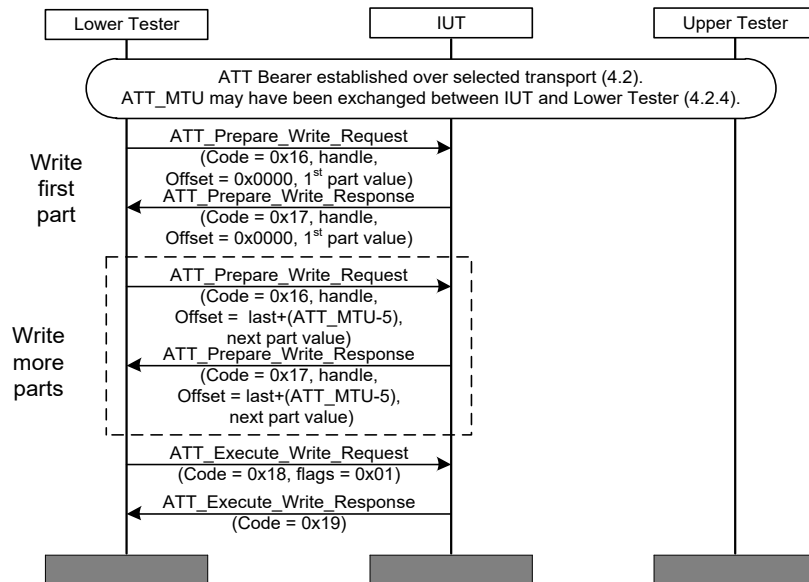 Lower Tester
IUT
Upper Tester
ATT Bearer established over selected transport (4.2).
ATT_MTU may have been exchanged between IUT and Lower Tester (4.2.4).
Write
first
part
ATT_Prepare_Write_Request
(Code = 0x16, handle,
Offset = 0x0000, 1st part value)
ATT_Prepare_Write_Response
(Code = 0x17, handle,
Offset = 0x0000, 1st part value)
Write
more
parts
ATT_Prepare_Write_Request
(Code = 0x16, handle,
Offset = last+(ATT_MTU-5),
next part value)
ATT_Prepare_Write_Response
(Code = 0x17, handle,
Offset = last+(ATT_MTU-5),
next part value)
ATT_Execute_Write_Request
(Code = 0x18, flags = 0x01)
ATT_Execute_Write_Response
(Code = 0x19)